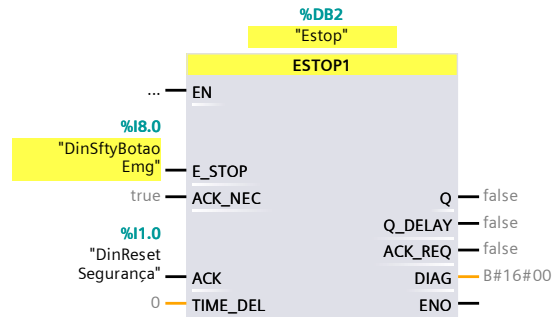 %DB2
"Estop"
ESTOP1
... EN
%I8.0
"DinSftyBotao
Emg" E_STOP
true ACK_NEC Q false
Q_DELAY false
%I1.0
ACK_REQ false
"DinReset
Segurança" ACK DIAG B#16#00
0 TIME_DEL ENO